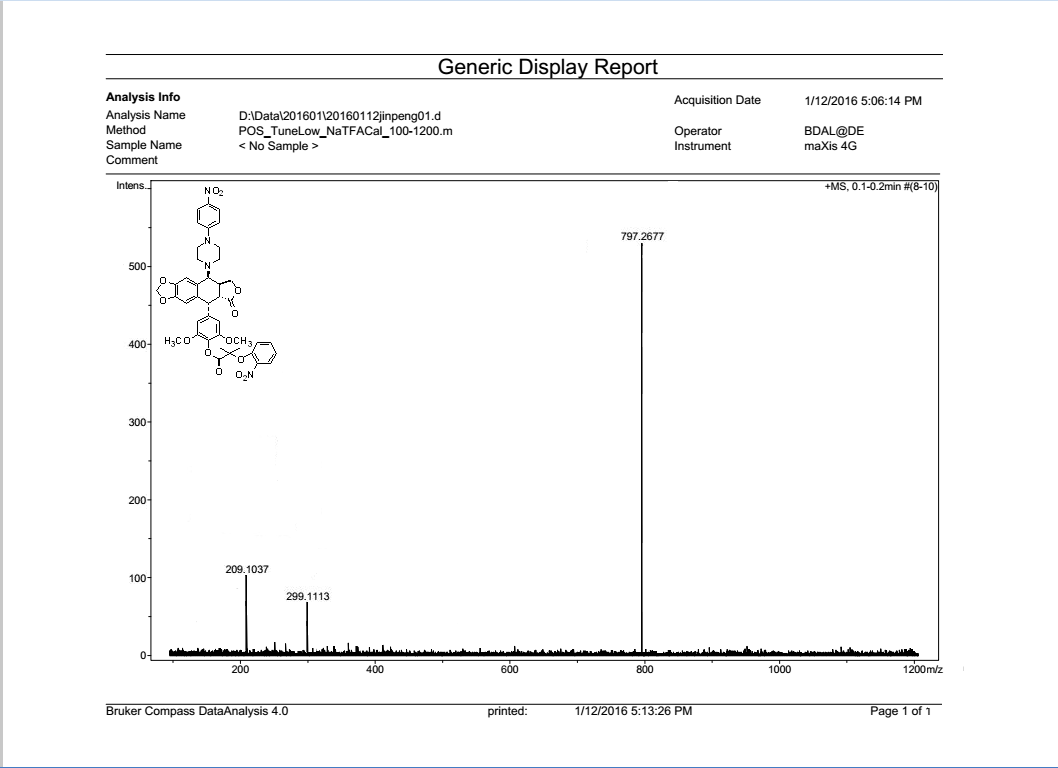 Generic Display Report
Analysis Info
Acquisition Date 1/12/2016 5:06:14 PM
Analysis Name D:\Data\201601\20160112jinpeng01.d
Method POS_TuneLow_NaTFACal_100-1200.m
Operator BDAL@DE
Sample Name < No Sample >
Instrument maXis 4G
Comment
Intens.
+MS, 0.1-0.2min #(8-10)
NO2
N
N
O
O
O
O
H3CO
OCH3
O
O
O
O2N
797.2677
209.1037
299.1113
500
400
300
200
100
0
200 400 600 800 1000 1200 m/z
Bruker Compass DataAnalysis 4.0 printed: 1/12/2016 5:13:26 PM Page 1 of 1